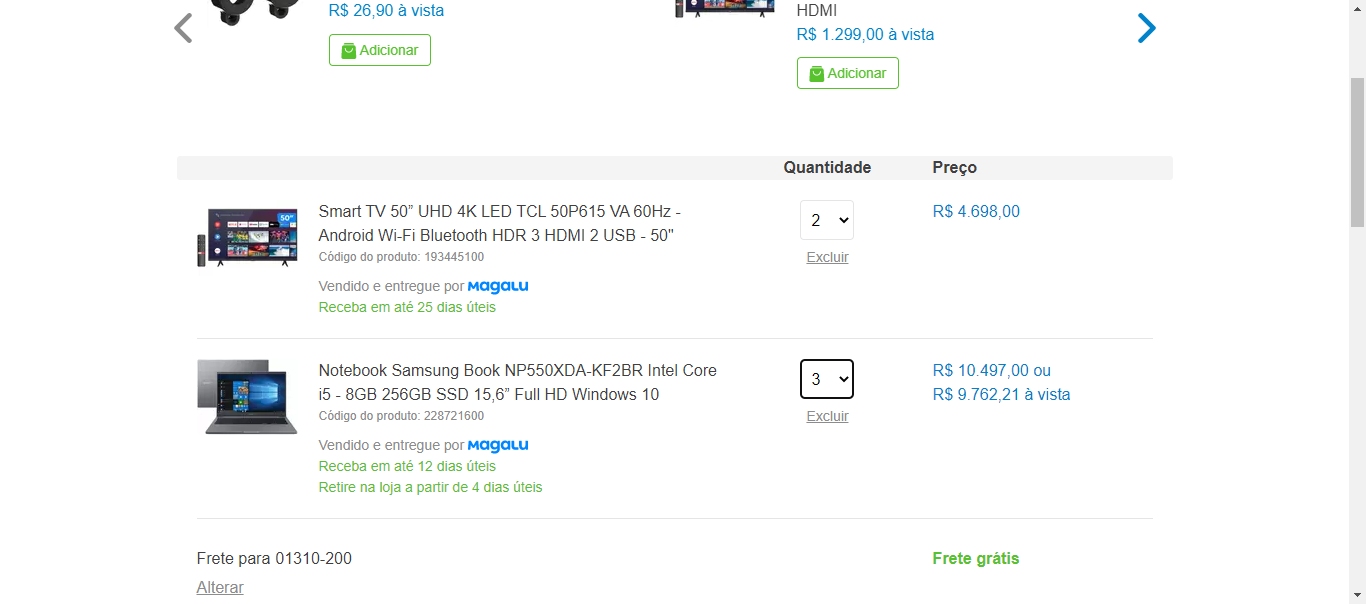 R$ 26,90 à vista
Adicionar
HDMI
R$ 1.299,00 à vista
Adicionar
Quantidade Preço
Smart TV 50” UHD 4K LED TCL 50P615 VA 60Hz -
Android Wi-Fi Bluetooth HDR 3 HDMI 2 USB - 50"
Código do produto: 193445100
Vendido e entregue por Magalu
Receba em até 25 dias úteis
50"
2
Excluir
R$ 4.698,00
Notebook Samsung Book NP550XDA-KF2BR Intel Core
i5 - 8GB 256GB SSD 15,6” Full HD Windows 10
Código do produto: 228721600
Vendido e entregue por Magalu
Receba em até 12 dias úteis
Retire na loja a partir de 4 dias úteis
3
Excluir
R$ 10.497,00 ou
R$ 9.762,21 à vista
Frete para 01310-200
Frete grátis
Alterar